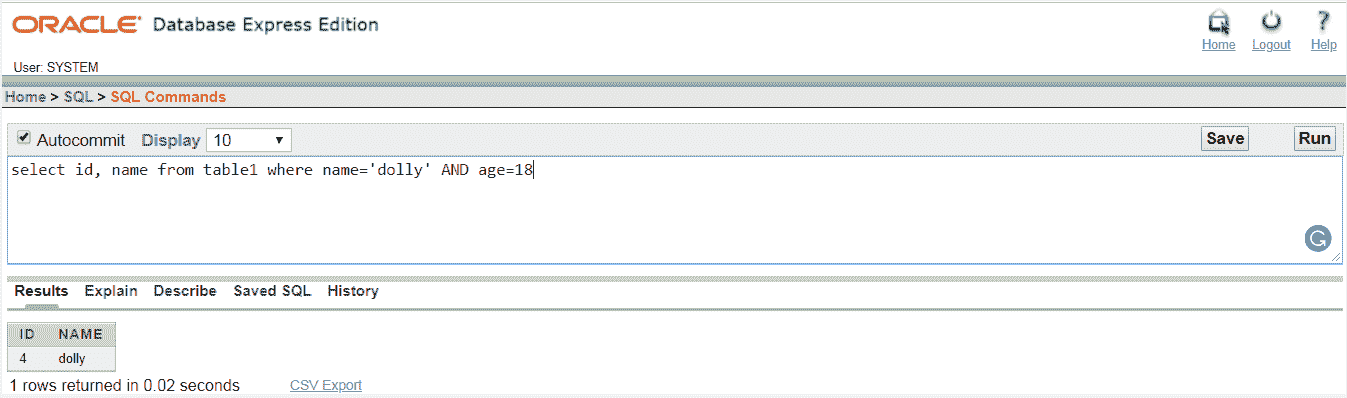 ORACLE® Database Express Edition
Home Logout Help
User: SYSTEM
Home > SQL > SQL Commands
Autocommit Display 10 Save Run
select id, name from table1 where name='dolly' AND age=18
Results Explain Describe Saved SQL History
ID NAME
4 dolly
1 rows returned in 0.02 seconds CSV Export